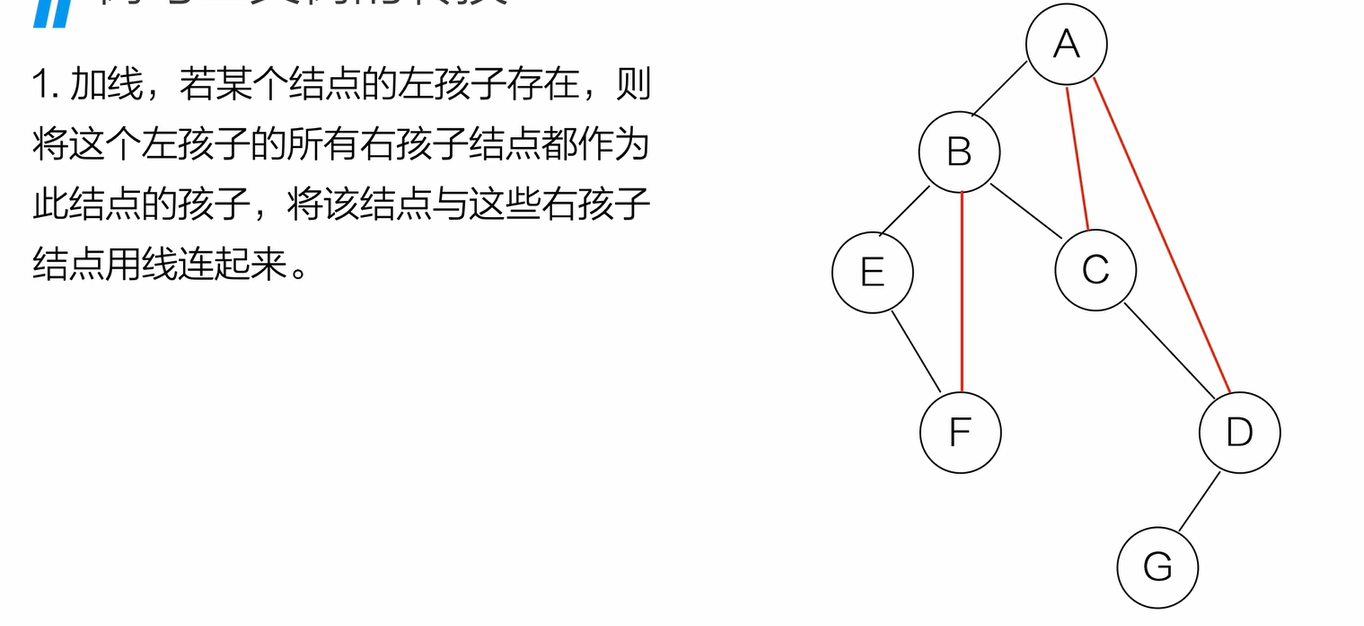 1. 加线，若某个结点的左孩子存在，则
将这个左孩子的所有右孩子结点都作为
此结点的孩子，将该结点与这些右孩子
结点用线连起来。
A
B
E
C
F
D
G